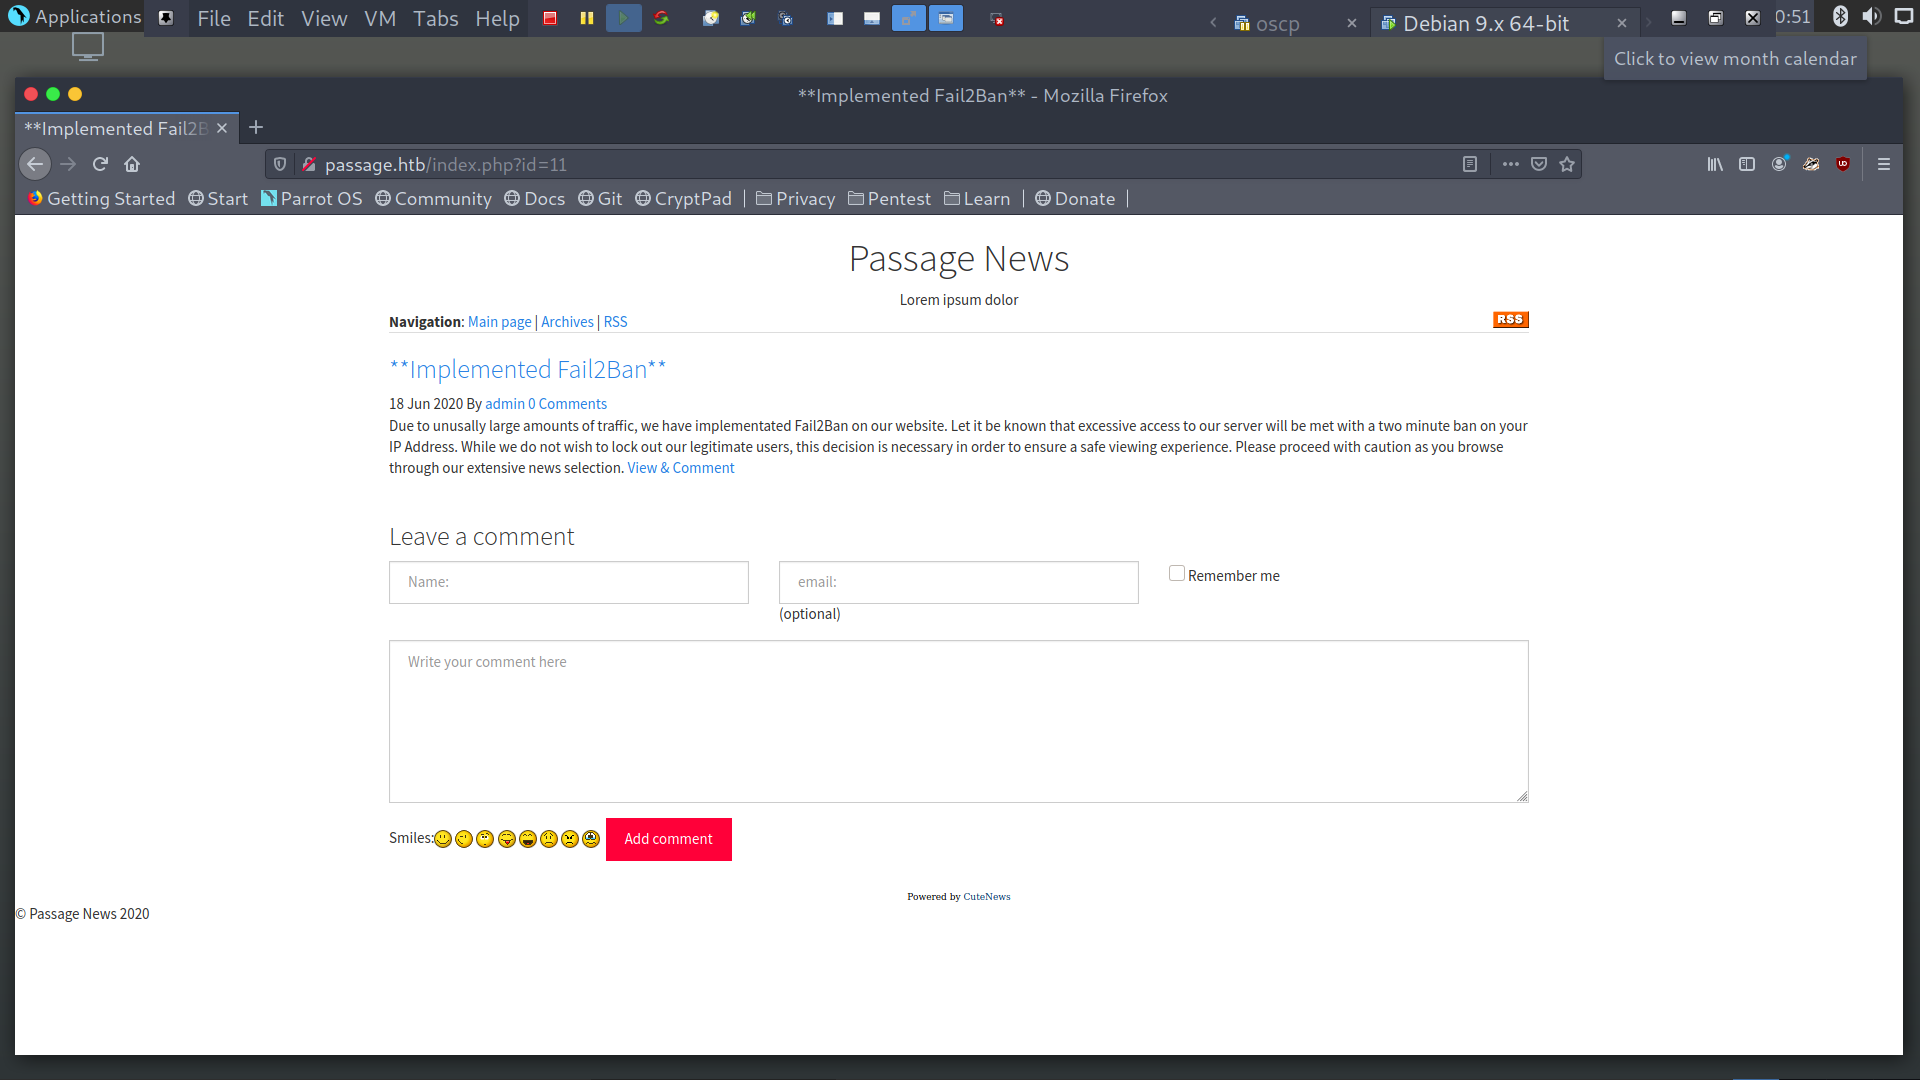 Applications File Edit View VM Tabs Help oscp Debian 9.x 64-bit 0:51
Click to view month calendar
**Implemented Fail2Ban** - Mozilla Firefox
**Implemented Fail2B
passage.htb/index.php?id=11
Getting Started Start Parrot OS Community Docs Git CryptPad Privacy Pentest Learn Donate
Passage News
Lorem ipsum dolor
Navigation: Main page | Archives | RSS RSS
**Implemented Fail2Ban**
18 Jun 2020 By admin 0 Comments
Due to unusally large amounts of traffic, we have implementated Fail2Ban on our website. Let it be known that excessive access to our server will be met with a two minute ban on your
IP Address. While we do not wish to lock out our legitimate users, this decision is necessary in order to ensure a safe viewing experience. Please proceed with caution as you browse
through our extensive news selection. View & Comment
Leave a comment
Name: email: Remember me
(optional)
Write your comment here
Smiles: Add comment
Powered by CuteNews
© Passage News 2020